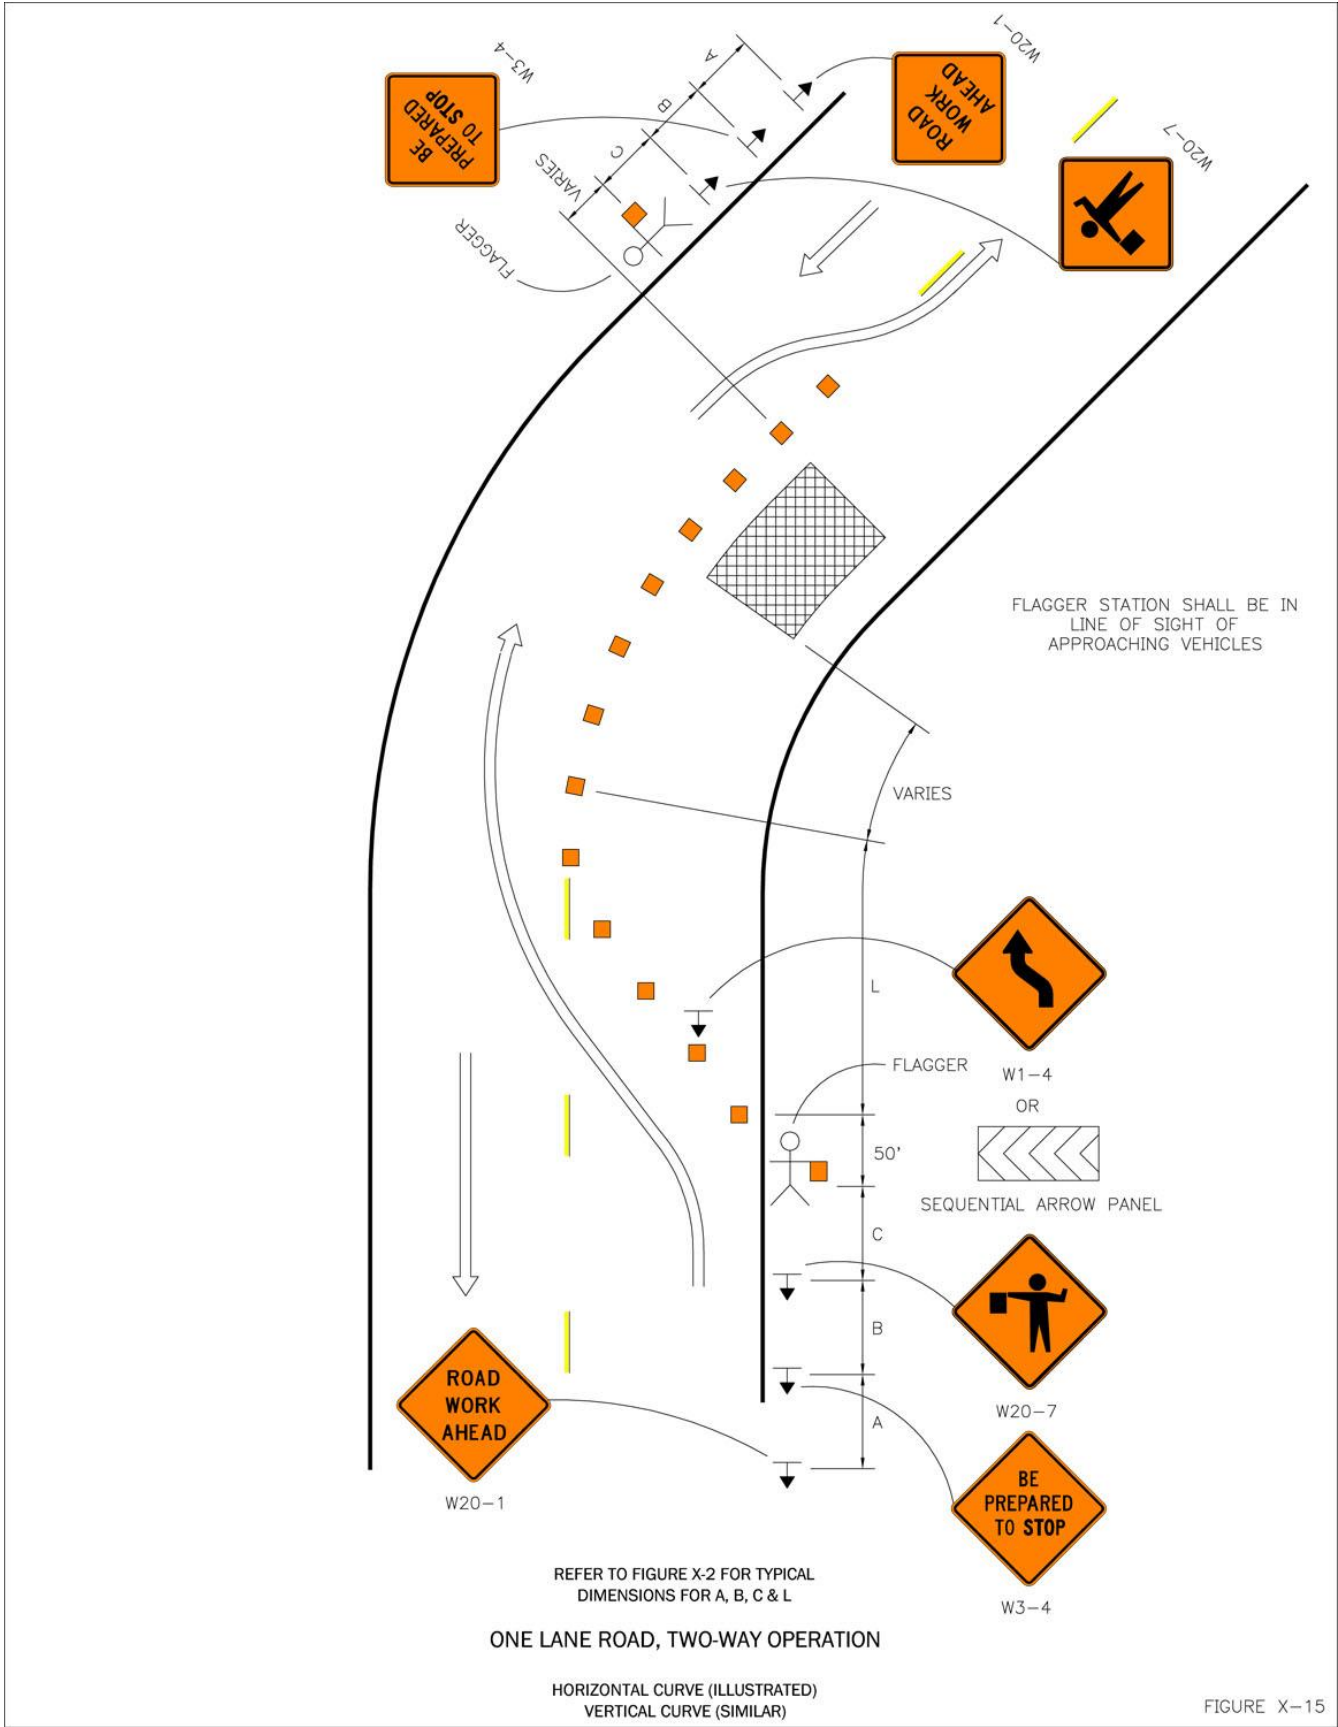 W20-1
W3-4
A
ROAD
WORK
AHEAD
BE
PREPARED
TO STOP
B
W20-7
C
VARIES
FLAGGER
FLAGGER STATION SHALL BE IN
LINE OF SIGHT OF
APPROACHING VEHICLES
VARIES
L
FLAGGER
W1-4
OR
50'
SEQUENTIAL ARROW PANEL
C
B
ROAD
WORK
AHEAD
W20-7
A
BE
PREPARED
TO STOP
W20-1
REFER TO FIGURE X-2 FOR TYPICAL
DIMENSIONS FOR A, B, C & L
W3-4
ONE LANE ROAD, TWO-WAY OPERATION
HORIZONTAL CURVE (ILLUSTRATED)
VERTICAL CURVE (SIMILAR)
FIGURE X-15